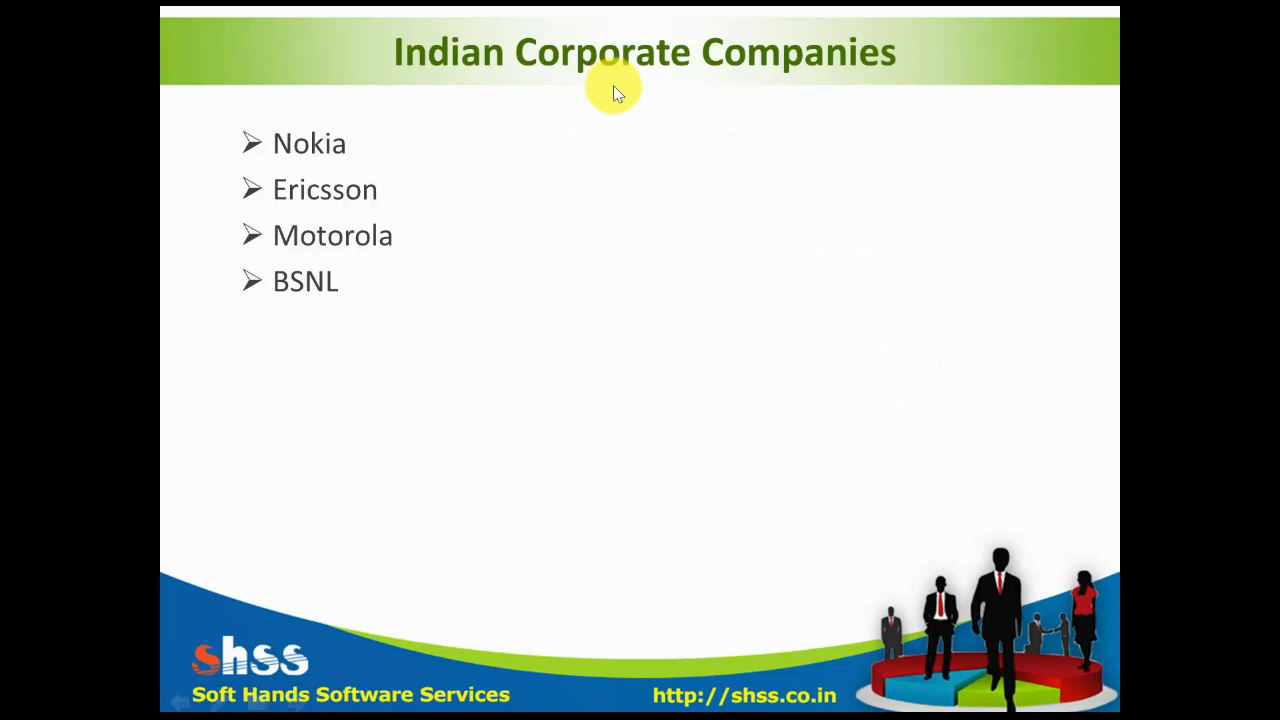 Indian Corporate Companies
Nokia
Ericsson
Motorola
BSNL
shss
Soft Hands Software Services
http://shss.co.in